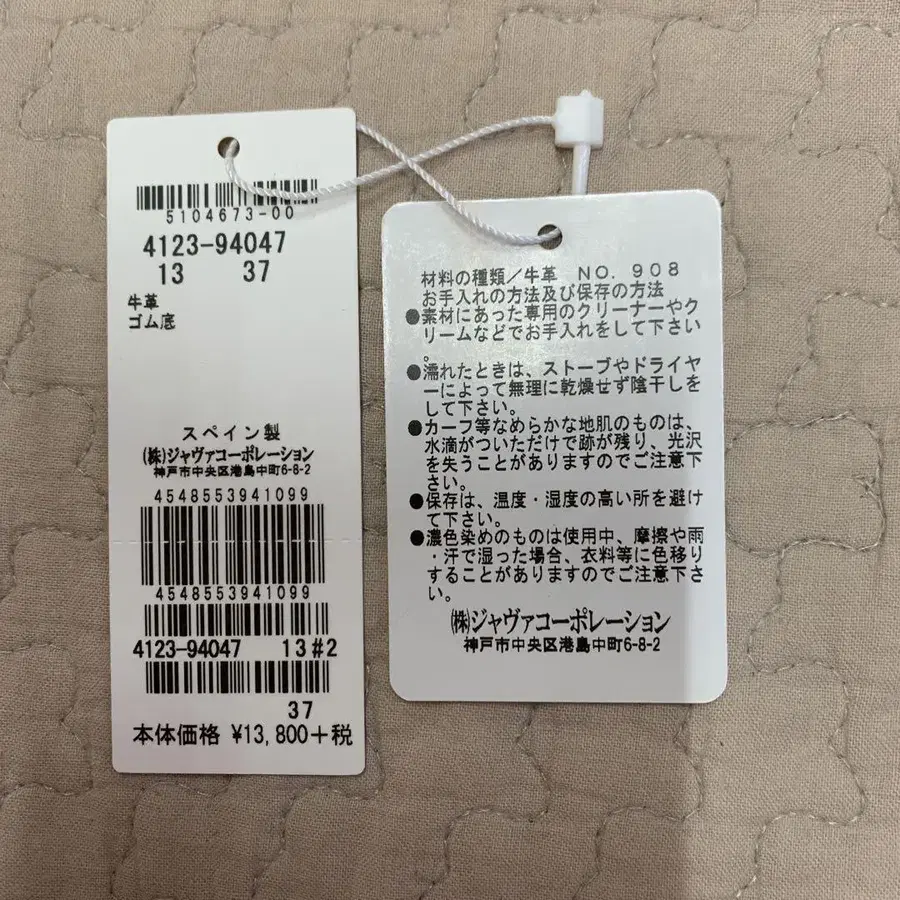 5104673-00
4123-94047
13 37
牛革
ゴム底
スペイン製
㈱ジャヴァコーポレーション
神戸市中央区港島中町6-8-2
4548553941099
4548553941099
4123-94047 13#2
37
本体価格 ¥13,800+税
材料の種類/牛革 NO. 908
お手入れの方法及び保存の方法
●素材にあった専用のクリーナーやク
リームなどでお手入れをして下さい
。
●濡れたときは、ストーブやドライヤ
ーによって無理に乾燥せず陰干しを
して下さい。
●カーフ等なめらかな地肌のものは、
水滴がついただけで跡が残り、光沢
を失うことがありますのでご注意下
さい。
●保存は、温度・湿度の高い所を避け
て下さい。
●濃色染めのものは使用中、摩擦や雨
・汗で湿った場合、衣料等に色移り
することがありますのでご注意下さ
い。
㈱ジャヴァコーポレーション
神戸市中央区港島中町6-8-2